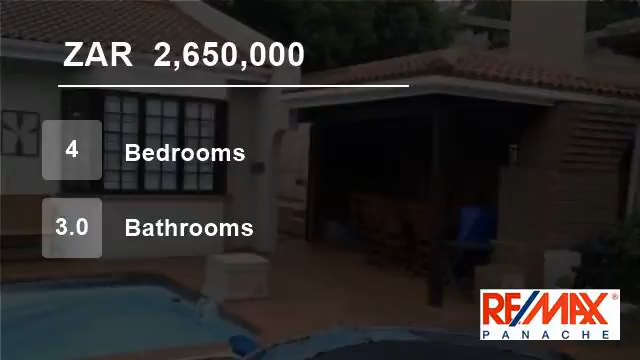 ZAR 2,650,000
4 Bedrooms
3.0 Bathrooms
RE/MAX®
PANACHE